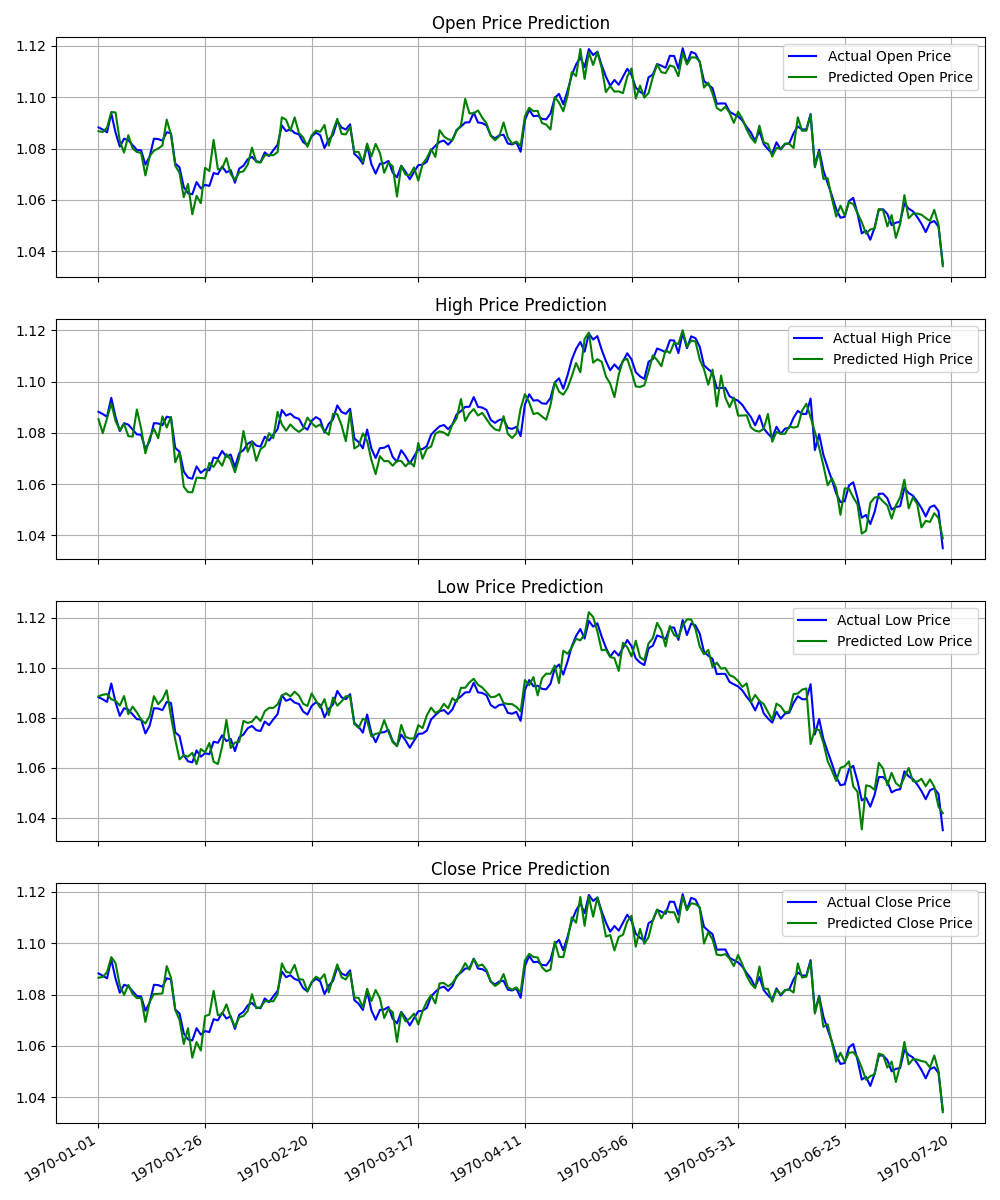 Open Price Prediction
1.12
1.10
1.08
1.06
1.04
Actual Open Price
Predicted Open Price
High Price Prediction
1.12
1.10
1.08
1.06
1.04
Actual High Price
Predicted High Price
Low Price Prediction
1.12
1.10
1.08
1.06
1.04
Actual Low Price
Predicted Low Price
Close Price Prediction
1.12
1.10
1.08
1.06
1.04
Actual Close Price
Predicted Close Price
1970-01-01
1970-01-26
1970-02-20
1970-03-17
1970-04-11
1970-05-06
1970-05-31
1970-06-25
1970-07-20